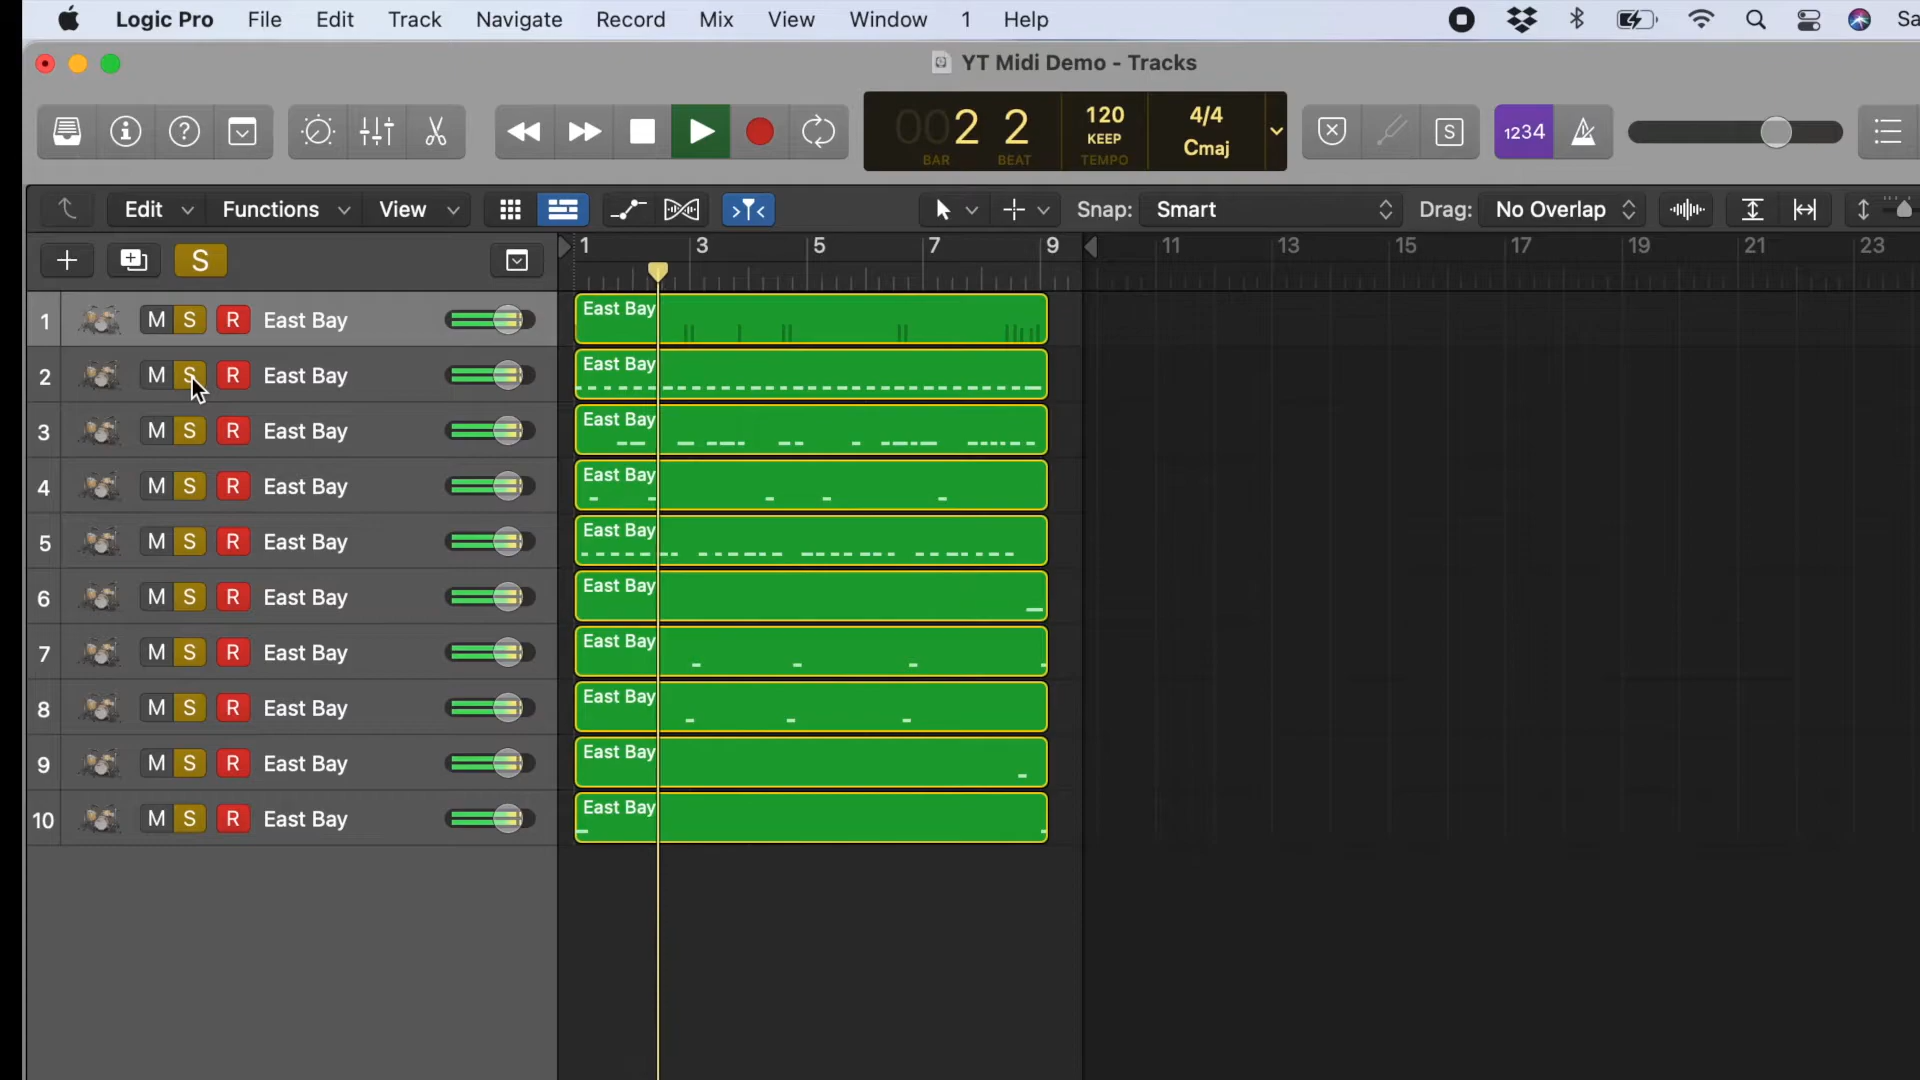 Logic Pro File Edit Track Navigate Record Mix View Window 1 Help Sa
YT Midi Demo - Tracks
002 2 120 4/4
KEEP Cmaj
BAR BEAT TEMPO
S 1234
Edit Functions View Snap: Smart Drag: No Overlap
S 1 3 5 7 9 11 13 15 17 19 21 23
1 M S R East Bay East Bay
2 M S R East Bay East Bay
3 M S R East Bay East Bay
4 M S R East Bay East Bay
5 M S R East Bay East Bay
6 M S R East Bay East Bay
7 M S R East Bay East Bay
8 M S R East Bay East Bay
9 M S R East Bay East Bay
10 M S R East Bay East Bay